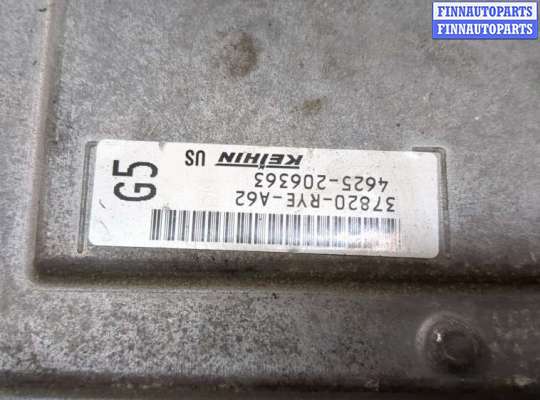 FINNAUTOPARTS
FINNAUTOPARTS
37820-RYE-A62
4625-206363
KEIHIN US
G5